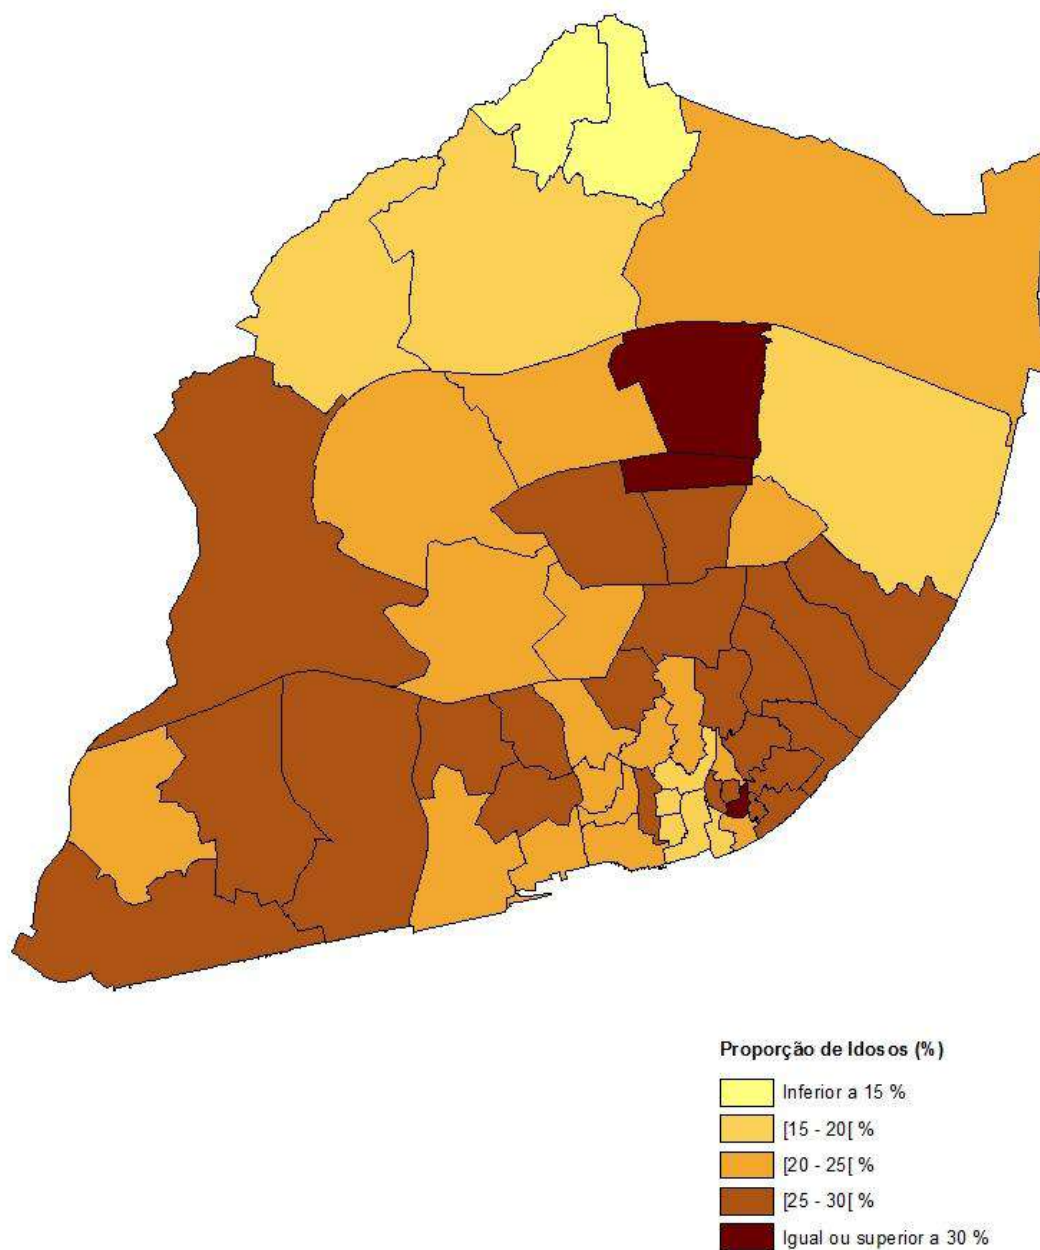 Proporção de Idosos (%)
Inferior a 15 %
[15 - 20[ %
[20 - 25[ %
[25 - 30[ %
Igual ou superior a 30 %